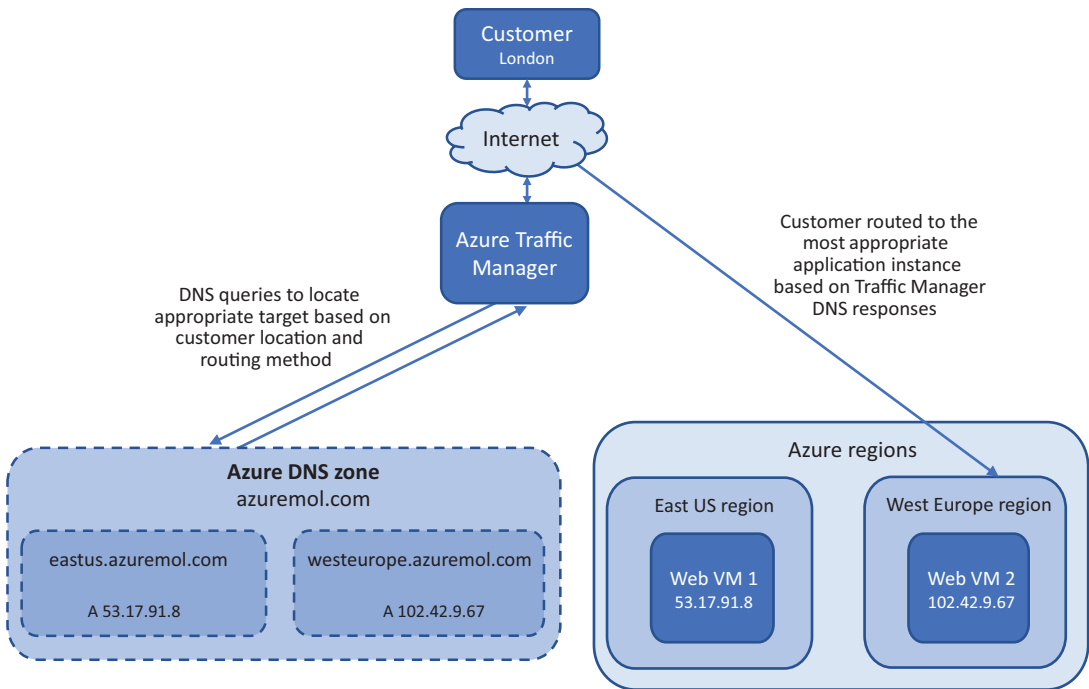 Customer
London
Internet
Azure Traffic
Manager
Customer routed to the
most appropriate
application instance
based on Traffic Manager
DNS responses
DNS queries to locate
appropriate target based on
customer location and
routing method
Azure DNS zone
azuremol.com
eastus.azuremol.com
A 53.17.91.8
westeurope.azuremol.com
A 102.42.9.67
Azure regions
East US region
Web VM 1
53.17.91.8
West Europe region
Web VM 2
102.42.9.67